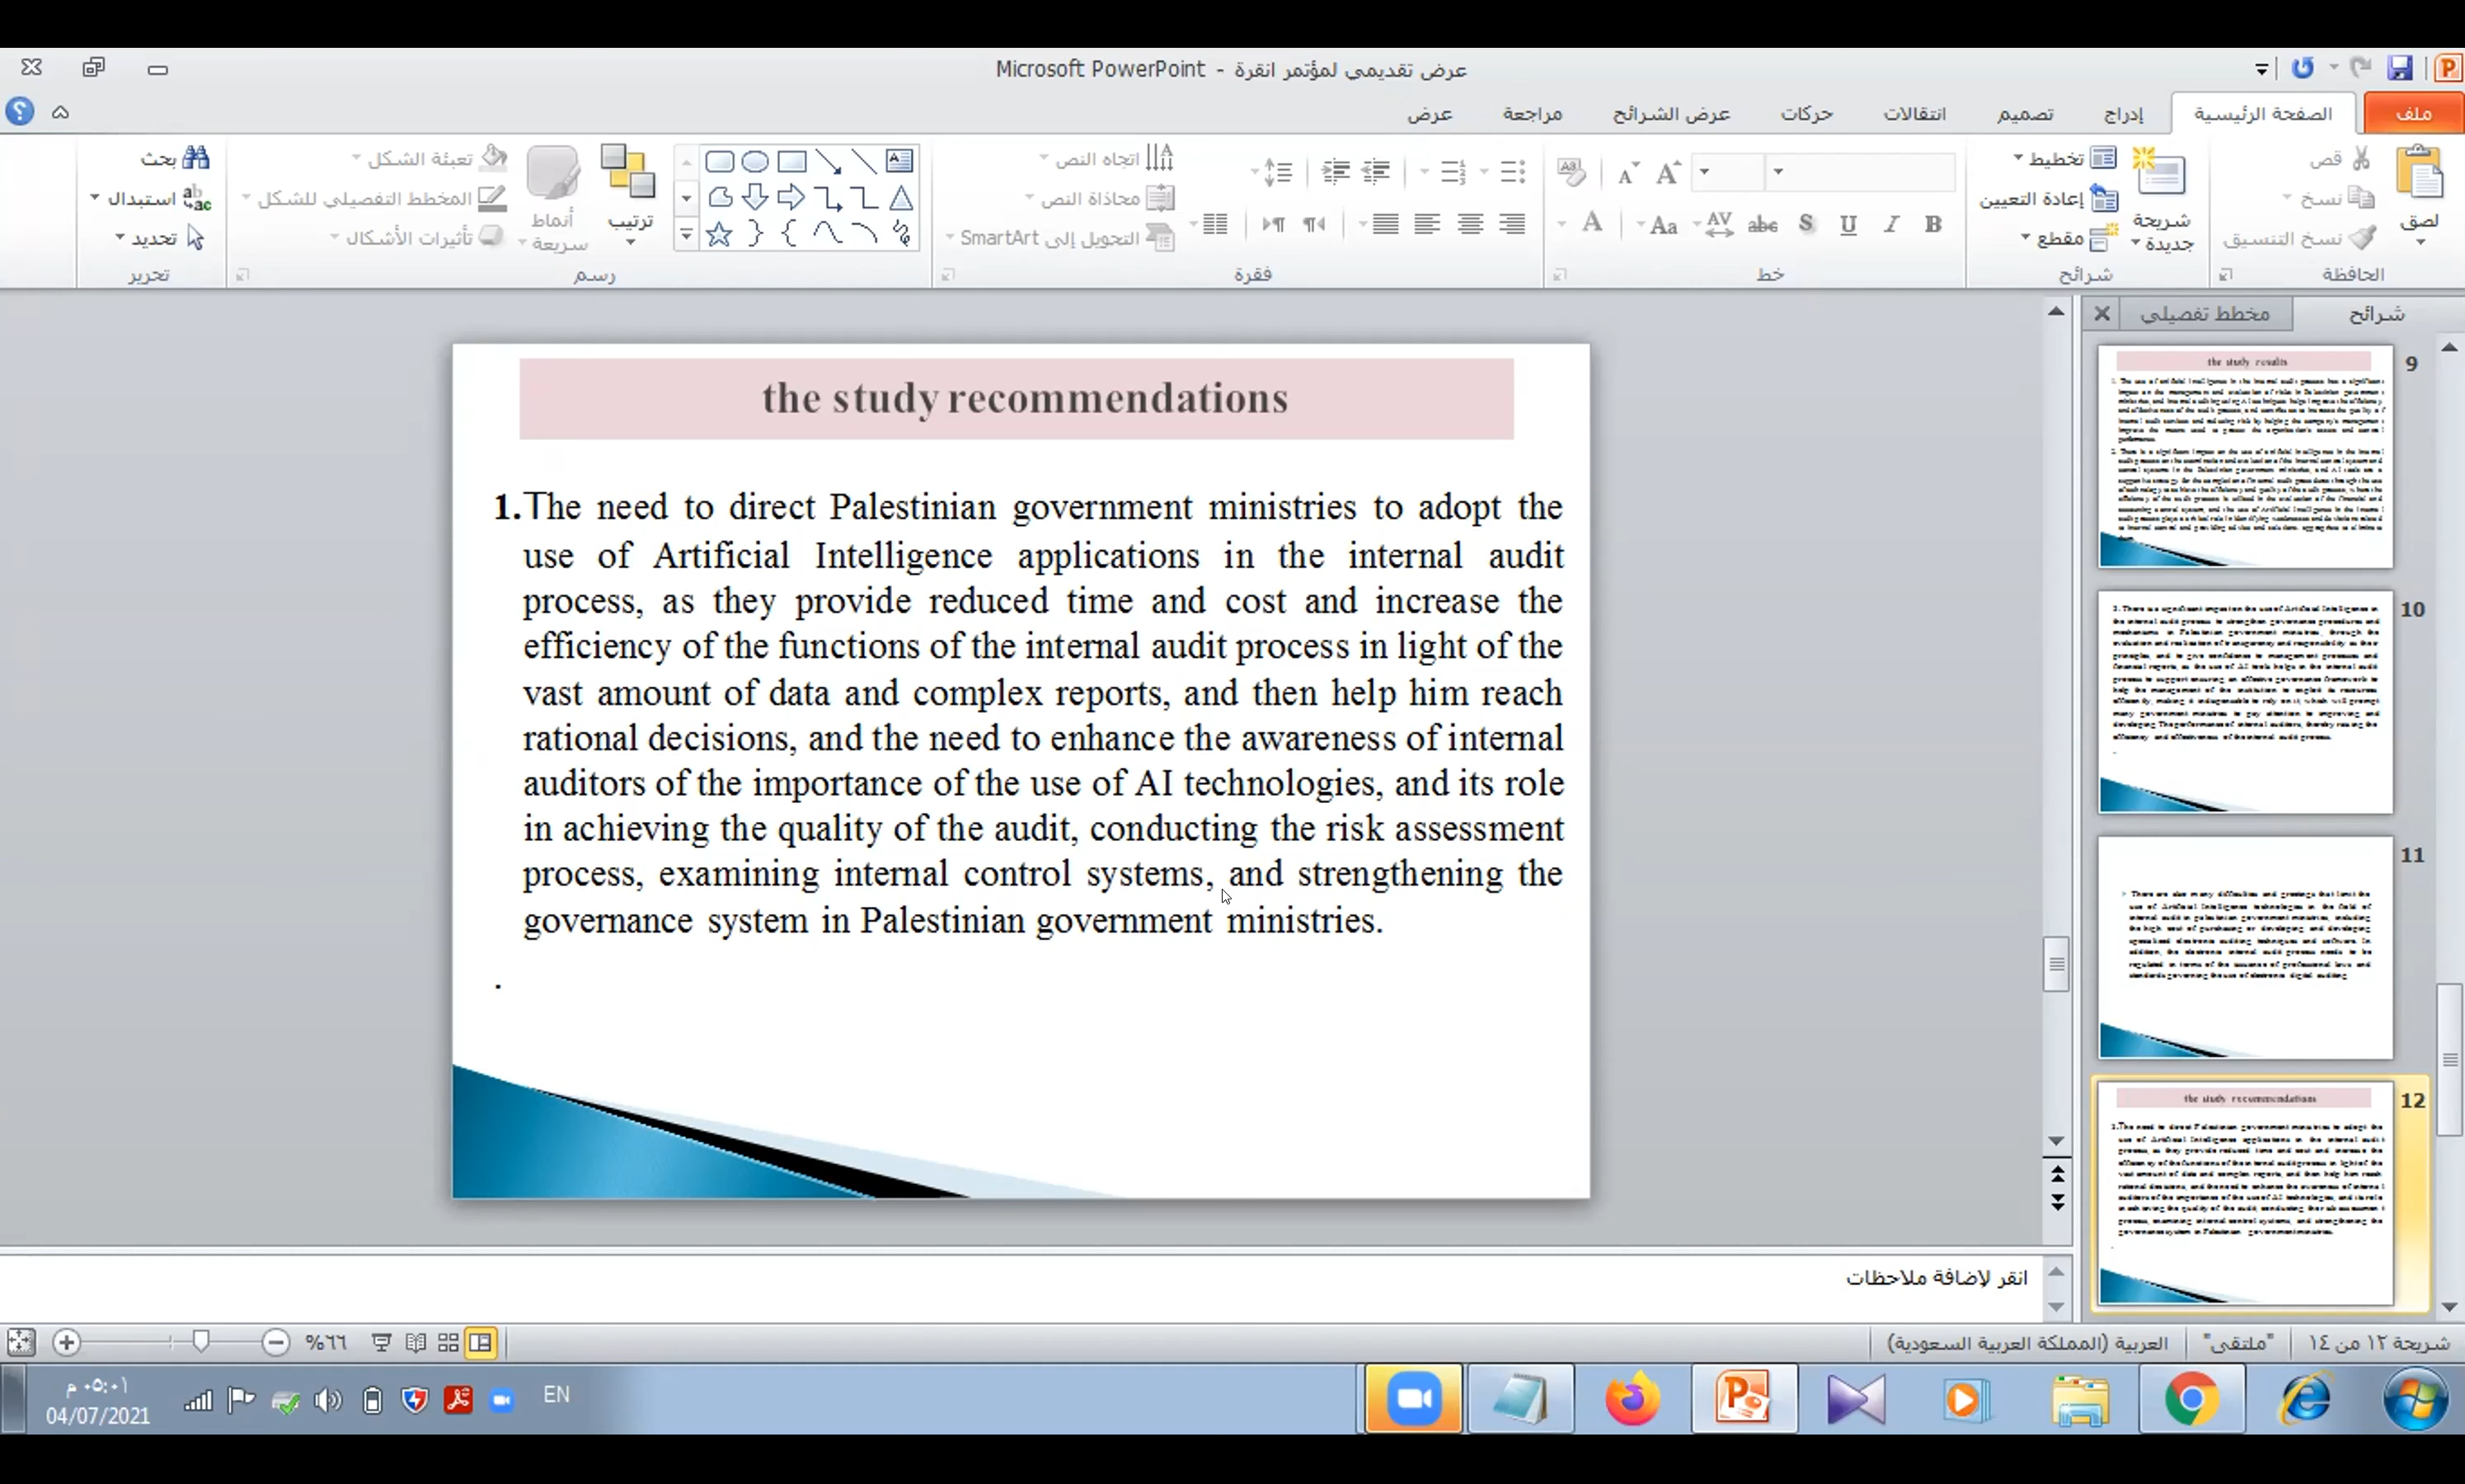 عرض تقديمي لمؤتمر انقرة - Microsoft PowerPoint
ملف الصفحة الرئيسية إدراج تصميم انتقالات حركات عرض الشرائح مراجعة عرض
لصق
قص
نسخ
نسخ التنسيق
الحافظة
شريحة
جديدة
تخطيط
إعادة التعيين
مقطع
شرائح
خط
اتجاه النص
محاذاة النص
التحويل إلى SmartArt
فقرة
ترتيب
أنماط
سريعة
تعبئة الشكل
المخطط التفصيلي للشكل
تأثيرات الأشكال
رسم
بحث
استبدال
تحديد
تحرير
شرائح مخطط تفصيلي
the study recommendations
1.The need to direct Palestinian government ministries to adopt the
use of Artificial Intelligence applications in the internal audit
process, as they provide reduced time and cost and increase the
efficiency of the functions of the internal audit process in light of the
vast amount of data and complex reports, and then help him reach
rational decisions, and the need to enhance the awareness of internal
auditors of the importance of the use of AI technologies, and its role
in achieving the quality of the audit, conducting the risk assessment
process, examining internal control systems, and strengthening the
governance system in Palestinian government ministries.
.
9
the study results
10
11
12
the study recommendations
انقر لإضافة ملاحظات
شريحة ١٢ من ١٤ "ملتقى" العربية (المملكة العربية السعودية)
%٦٦
EN
٠٥:٠١ م
04/07/2021